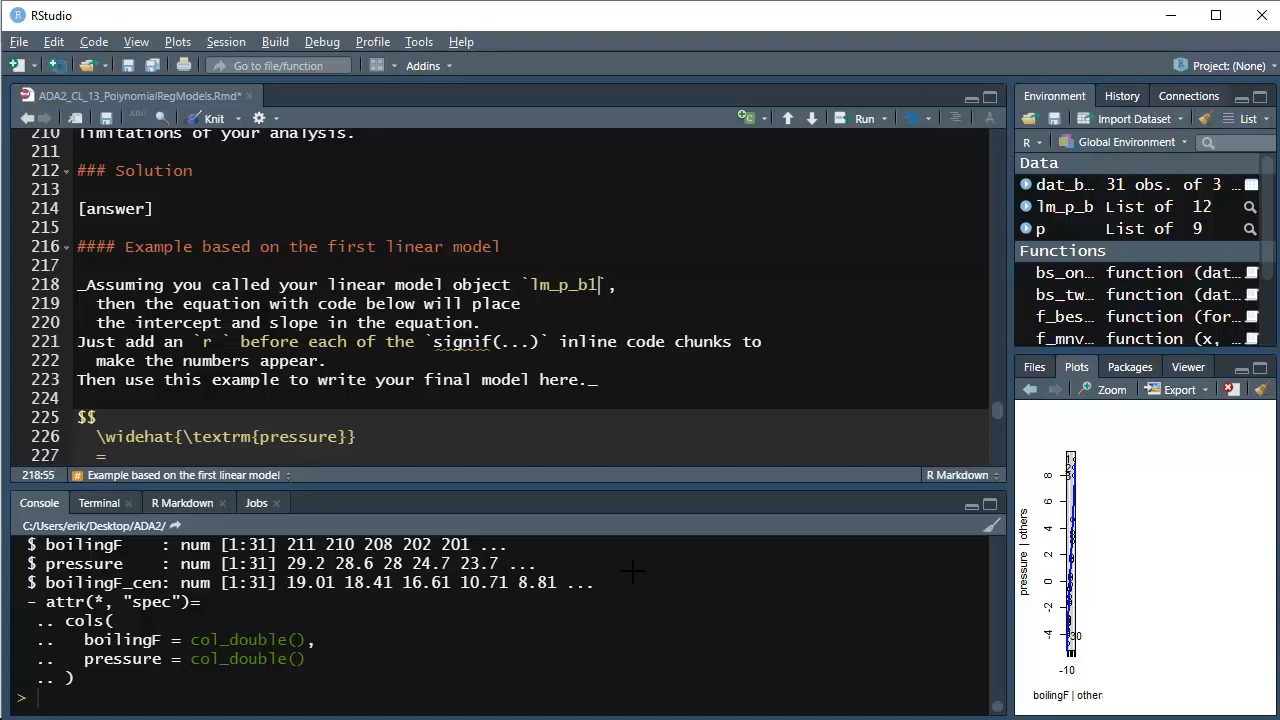 RStudio
File Edit Code View Plots Session Build Debug Profile Tools Help
Go to file/function Addins Project: (None)
ADA2_CL_13_PolynomialRegModels.Rmd*
ABC Knit Run
210 limitations of your analysis.
211
212 ### Solution
213
214 [answer]
215
216 #### Example based on the first linear model
217
218 _Assuming you called your linear model object `lm_p_b1`,
219 then the equation with code below will place
220 the intercept and slope in the equation.
221 Just add an `r ` before each of the `signif(...)` inline code chunks to
222 make the numbers appear.
223 Then use this example to write your final model here._
224
225 $$
226 \widehat{\textrm{pressure}}
227 =
218:55 # Example based on the first linear model R Markdown
Console Terminal R Markdown Jobs
C:/Users/erik/Desktop/ADA2/
$ boilingF : num [1:31] 211 210 208 202 201 ...
$ pressure : num [1:31] 29.2 28.6 28 24.7 23.7 ...
$ boilingF_cen: num [1:31] 19.01 18.41 16.61 10.71 8.81 ...
- attr(*, "spec")=
.. cols(
.. boilingF = col_double(),
.. pressure = col_double()
.. )
>
Environment History Connections
Import Dataset List
R Global Environment
Data
dat_b... 31 obs. of 3 ...
lm_p_b List of 12
p List of 9
Functions
bs_on... function (dat...
bs_tw... function (dat...
f_bes... function (for...
f_mnv... function (x, ...
Files Plots Packages Viewer
Zoom Export
pressure | others
8
6
4
2
0
-2
-4
30
-10
boilingF | other